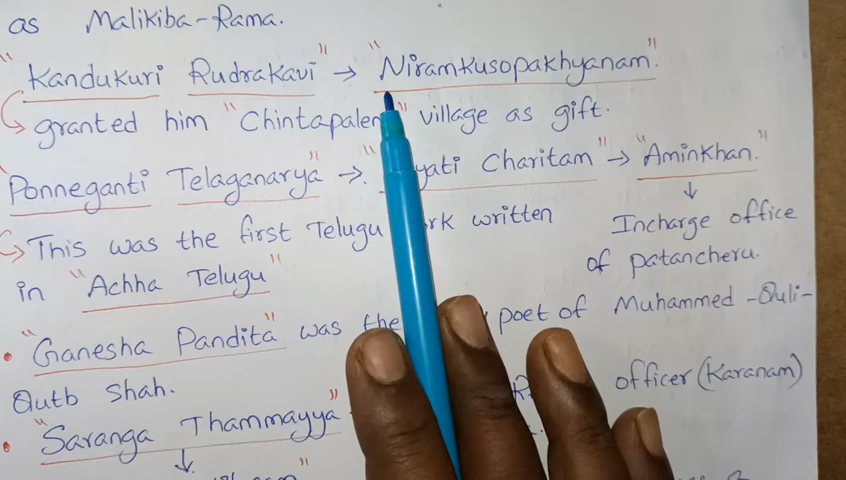 as Malikiba-Rama.
"Kandukuri Rudrakavi" → "Niramkusopakhyanam"
granted him "Chintapalem" village as gift.
"Ponneganti Telaganarya" → "yati Charitam" → "Aminkhan."
This was the first Telugu written
Incharge office
in "Achha Telugu"
of patancheru.
• "Ganesha Pandita" was the poet of Muhammed-Quli-
Qutb Shah.
officer (Karanam)
• "Saranga Thammayya"